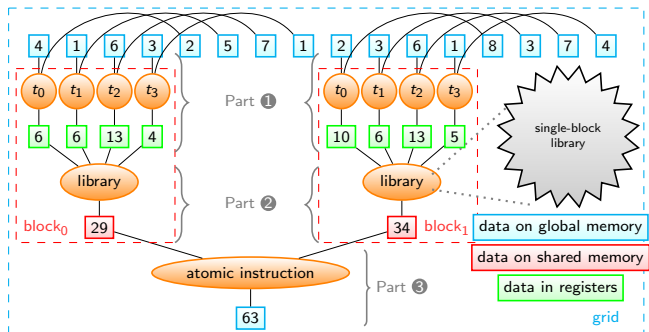 4 1 6 3 2 5 7 1 2 3 6 1 8 3 7 4
t0 t1 t2 t3 t0 t1 t2 t3
Part 1
single-block
library
6 6 13 4 10 6 13 5
library library
Part 2
block0 29 34 block1
data on global memory
data on shared memory
atomic instruction
Part 3
data in registers
63
grid